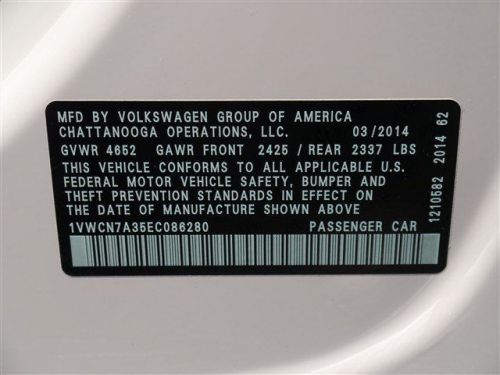 MFD BY VOLKSWAGEN GROUP OF AMERICA
CHATTANOOGA OPERATIONS, LLC. 03/2014
GVWR 4652 GAWR FRONT 2425 / REAR 2337 LBS
THIS VEHICLE CONFORMS TO ALL APPLICABLE U.S.
FEDERAL MOTOR VEHICLE SAFETY, BUMPER AND
THEFT PREVENTION STANDARDS IN EFFECT ON
THE DATE OF MANUFACTURE SHOWN ABOVE
1VWCN7A35EC086280 PASSENGER CAR
1210582 2014 62